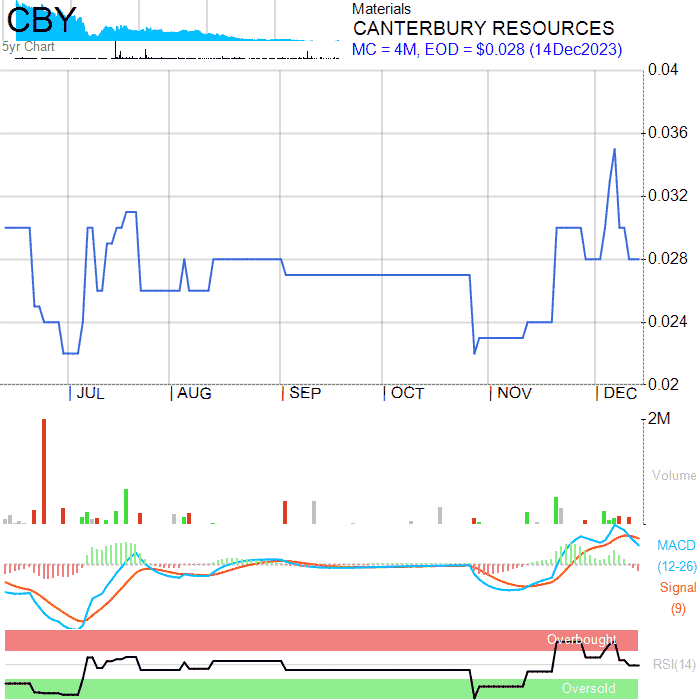 CBY
5yr Chart
Materials
CANTERBURY RESOURCES
MC = 4M, EOD = $0.028 (14Dec2023)
0.04
0.036
0.032
0.028
0.024
0.02
JUL AUG SEP OCT NOV DEC
2M
Volume
MACD
(12-26)
Signal
(9)
Overbought
RSI(14)
Oversold